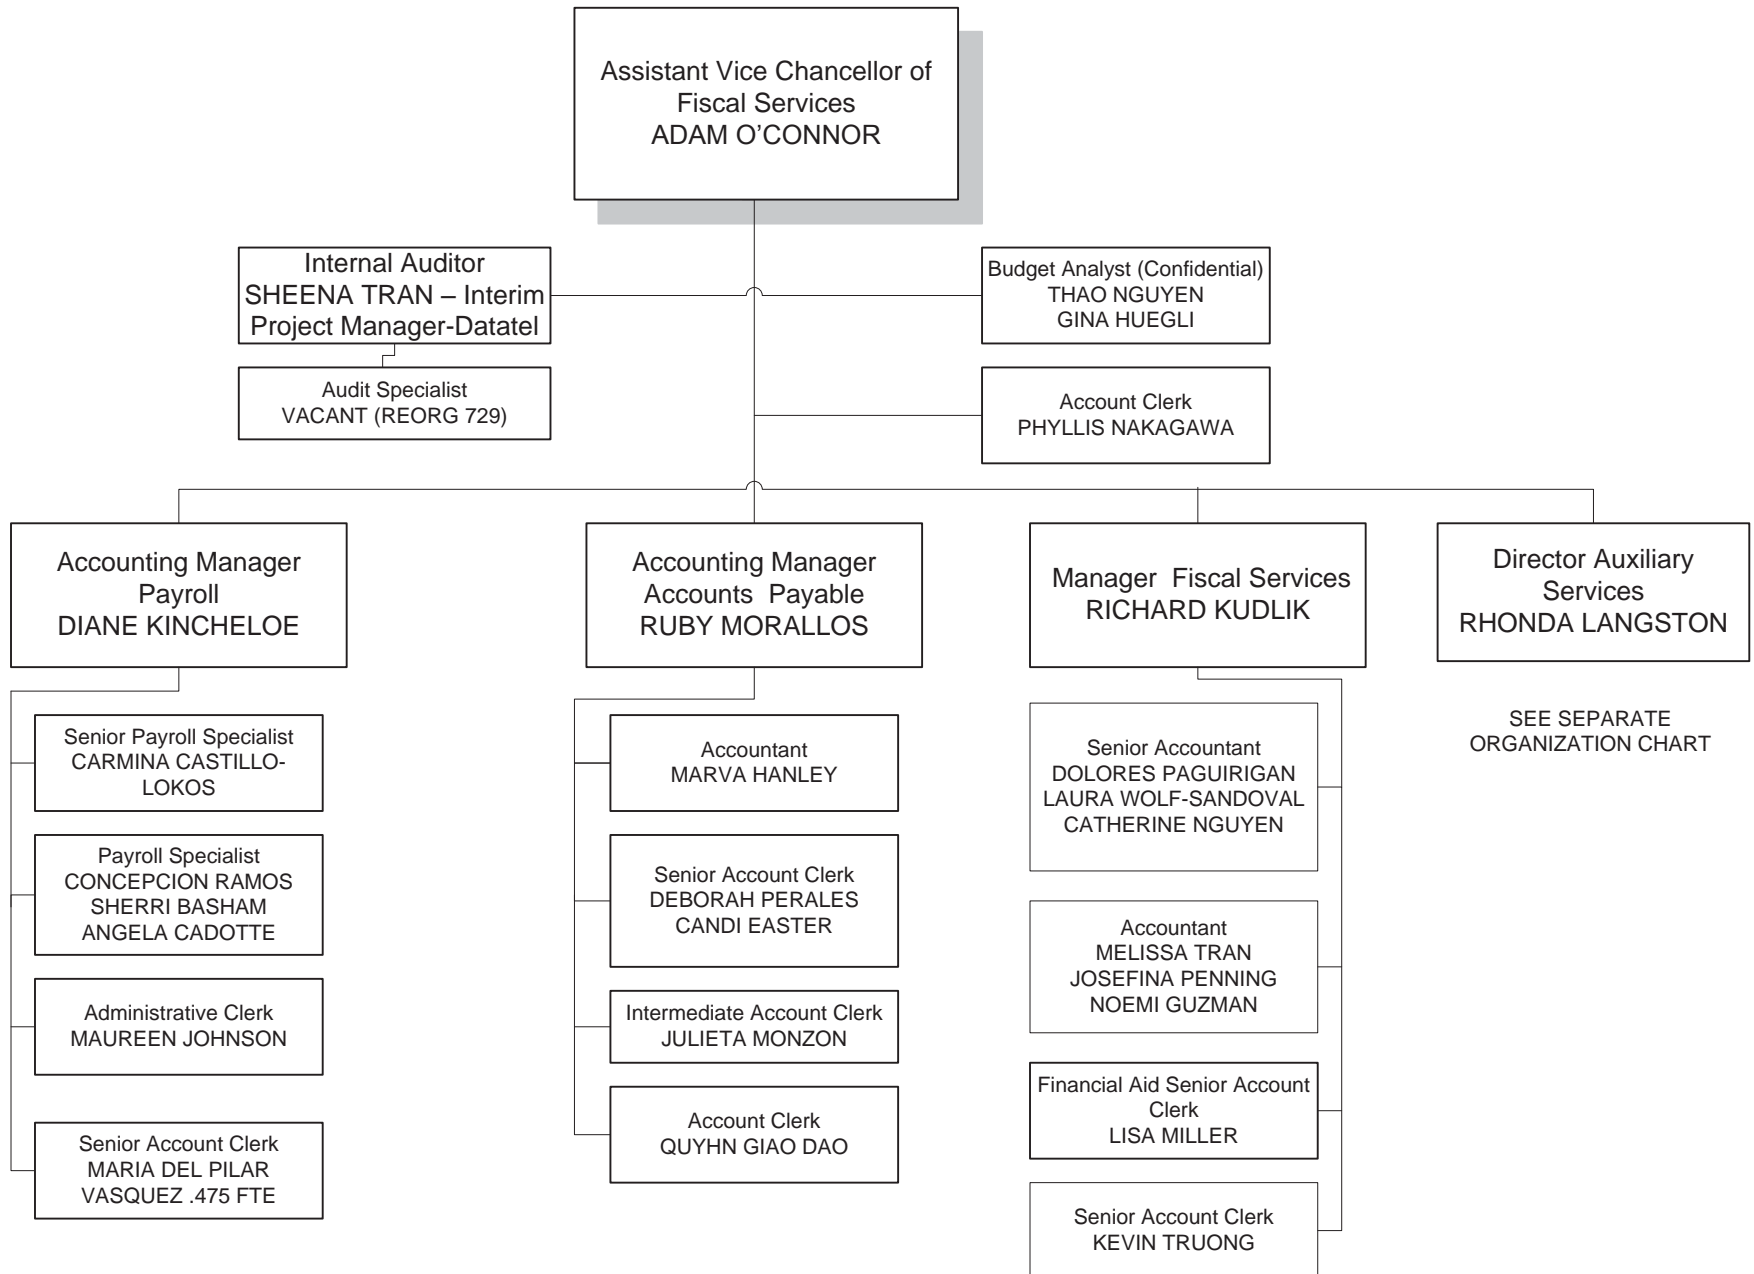 Assistant Vice Chancellor of
Fiscal Services
ADAM O’CONNOR
Internal Auditor
SHEENA TRAN – Interim
Project Manager-Datatel
Budget Analyst (Confidential)
THAO NGUYEN
GINA HUEGLI
Audit Specialist
VACANT (REORG 729)
Account Clerk
PHYLLIS NAKAGAWA
Accounting Manager
Payroll
DIANE KINCHELOE
Accounting Manager
Accounts Payable
RUBY MORALLOS
Manager Fiscal Services
RICHARD KUDLIK
Director Auxiliary
Services
RHONDA LANGSTON
Senior Payroll Specialist
CARMINA CASTILLO-
LOKOS
Payroll Specialist
CONCEPCION RAMOS
SHERRI BASHAM
ANGELA CADOTTE
Administrative Clerk
MAUREEN JOHNSON
Senior Account Clerk
MARIA DEL PILAR
VASQUEZ .475 FTE
Accountant
MARVA HANLEY
Senior Account Clerk
DEBORAH PERALES
CANDI EASTER
Intermediate Account Clerk
JULIETA MONZON
Account Clerk
QUYHN GIAO DAO
Senior Accountant
DOLORES PAGUIRIGAN
LAURA WOLF-SANDOVAL
CATHERINE NGUYEN
Accountant
MELISSA TRAN
JOSEFINA PENNING
NOEMI GUZMAN
Financial Aid Senior Account
Clerk
LISA MILLER
Senior Account Clerk
KEVIN TRUONG
SEE SEPARATE
ORGANIZATION CHART